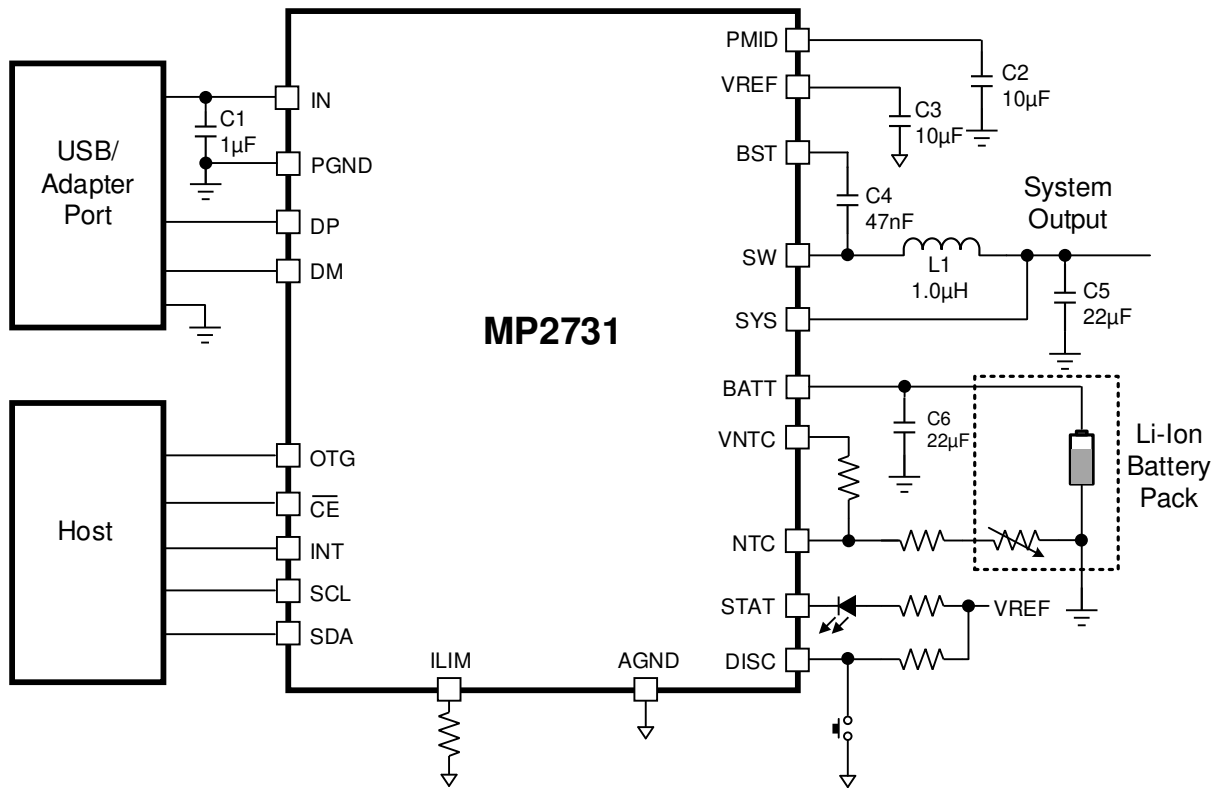 USB/
Adapter
Port
C1
1µF
IN
PGND
DP
DM
Host
OTG
CE
INT
SCL
SDA
MP2731
ILIM
AGND
PMID
VREF
BST
SW
SYS
BATT
VNTC
NTC
STAT
DISC
C2
10µF
C3
10µF
C4
47nF
L1
1.0µH
System
Output
C5
22µF
C6
22µF
Li-Ion
Battery
Pack
VREF